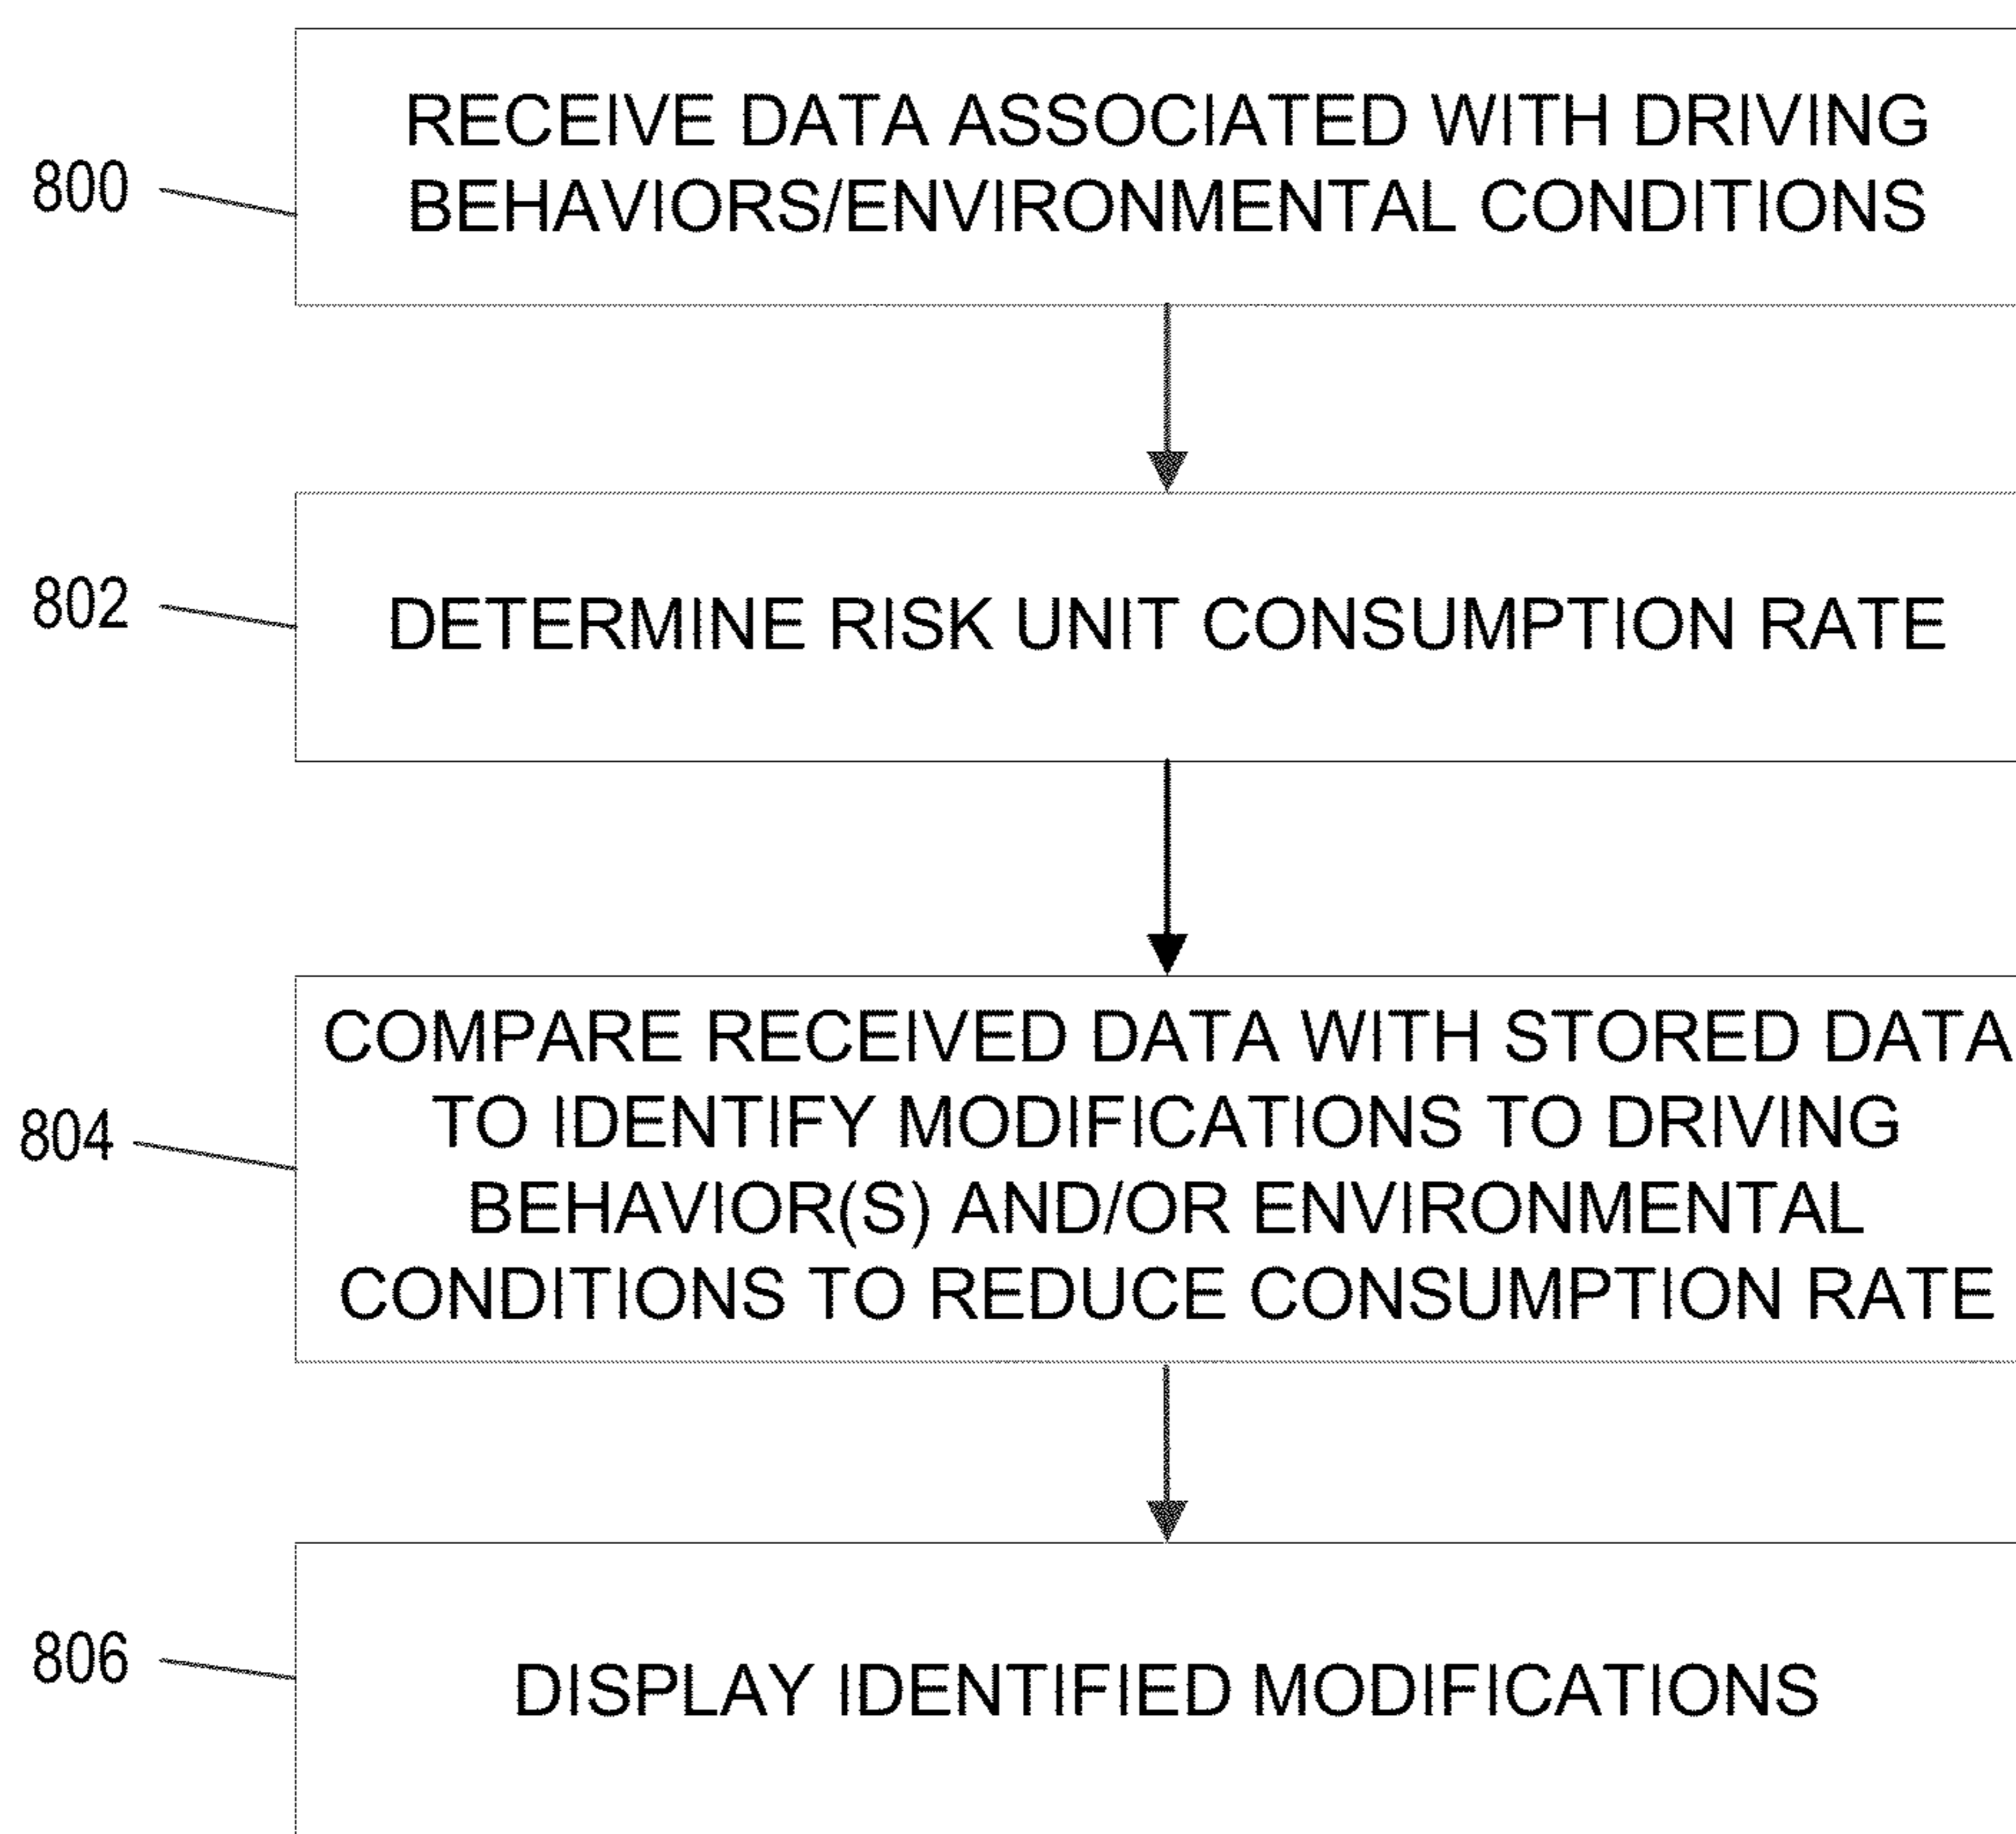 RECEIVE DATA ASSOCIATED WITH DRIVING
BEHAVIORS/ENVIRONMENTAL CONDITIONS
800
DETERMINE RISK UNIT CONSUMPTION RATE
802
COMPARE RECEIVED DATA WITH STORED DATA
TO IDENTIFY MODIFICATIONS TO DRIVING
BEHAVIOR(S) AND/OR ENVIRONMENTAL
CONDITIONS TO REDUCE CONSUMPTION RATE
804
DISPLAY IDENTIFIED MODIFICATIONS
806